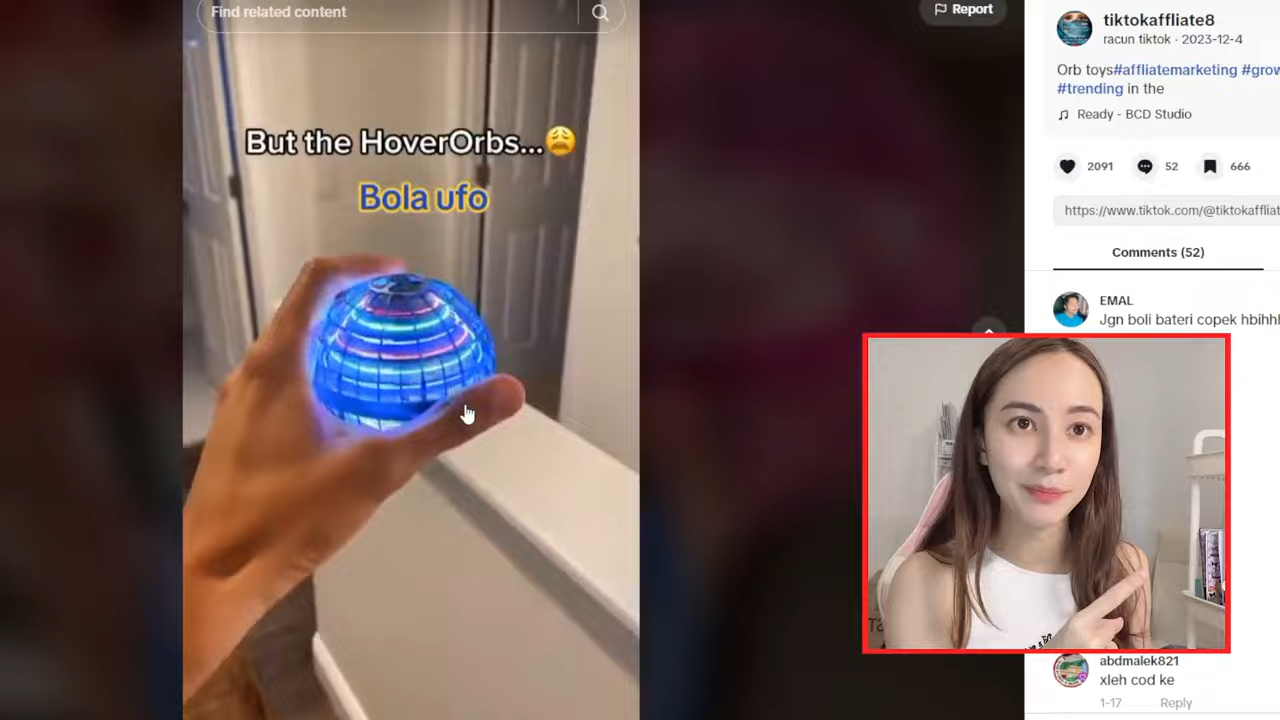 Find related content
Report
But the HoverOrbs...😩
Bola ufo
tiktokaffliate8
racun tiktok · 2023-12-4
Orb toys#affliatemarketing #grow
#trending in the
Ready - BCD Studio
2091
52
666
https://www.tiktok.com/@tiktokaffliat
Comments (52)
EMAL
Jgn boli bateri copek hbihhh
abdmalek821
xleh cod ke
1-17 Reply